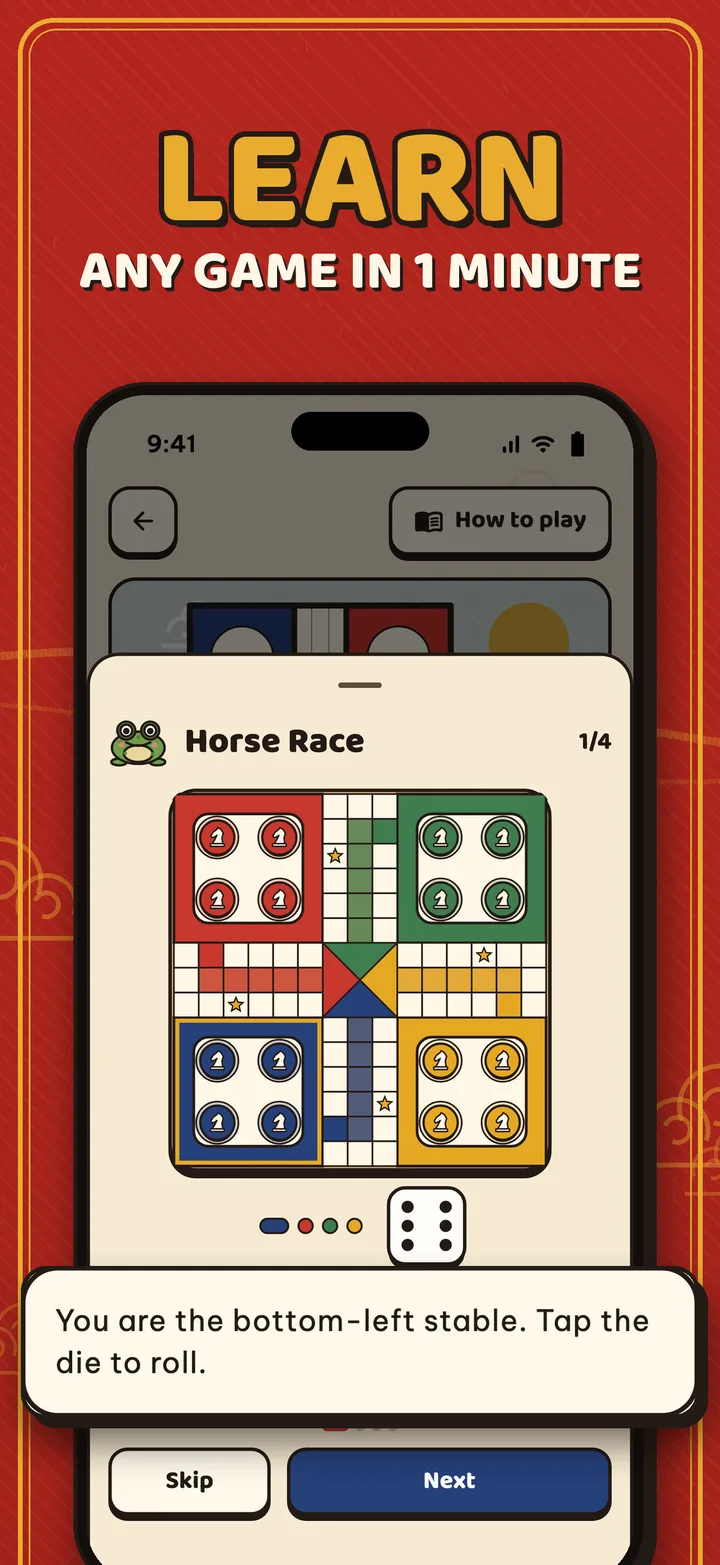 LEARN
ANY GAME IN 1 MINUTE
9:41
How to play
Horse Race
1/4
You are the bottom-left stable. Tap the
die to roll.
Skip
Next